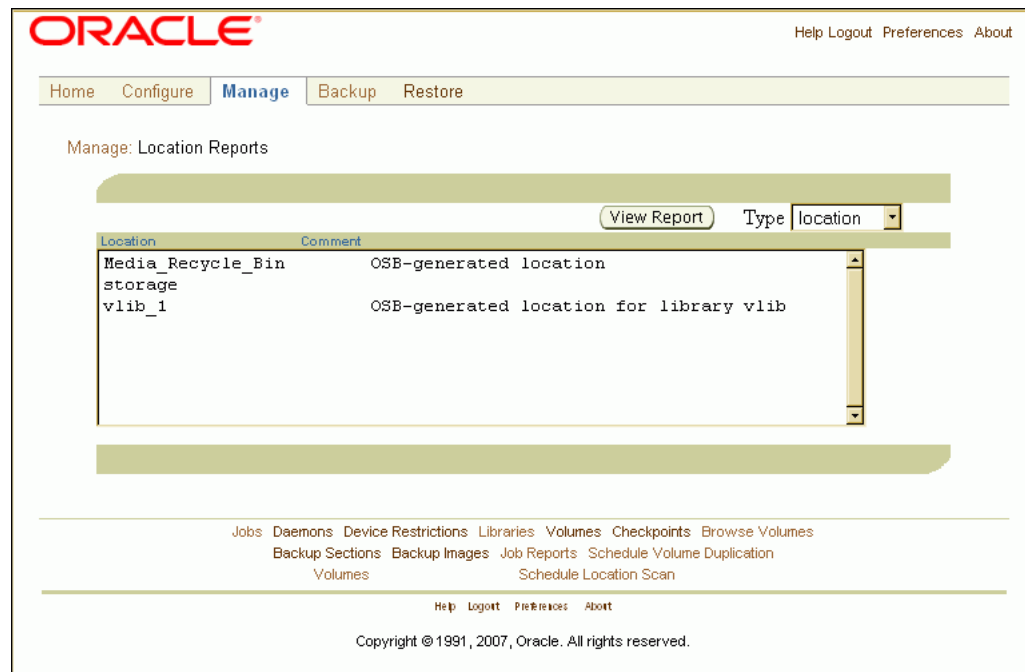 ORACLE
Help Logout Preferences About
Home Configure Manage Backup Restore
Manage: Location Reports
View Report Type location
Location Comment
Media_Recycle_Bin OSB-generated location
storage
vlib_1 OSB-generated location for library vlib
Jobs Daemons Device Restrictions Libraries Volumes Checkpoints Browse Volumes
Backup Sections Backup Images Job Reports Schedule Volume Duplication
Volumes Schedule Location Scan
Help Logout Preferences About
Copyright © 1991, 2007, Oracle. All rights reserved.